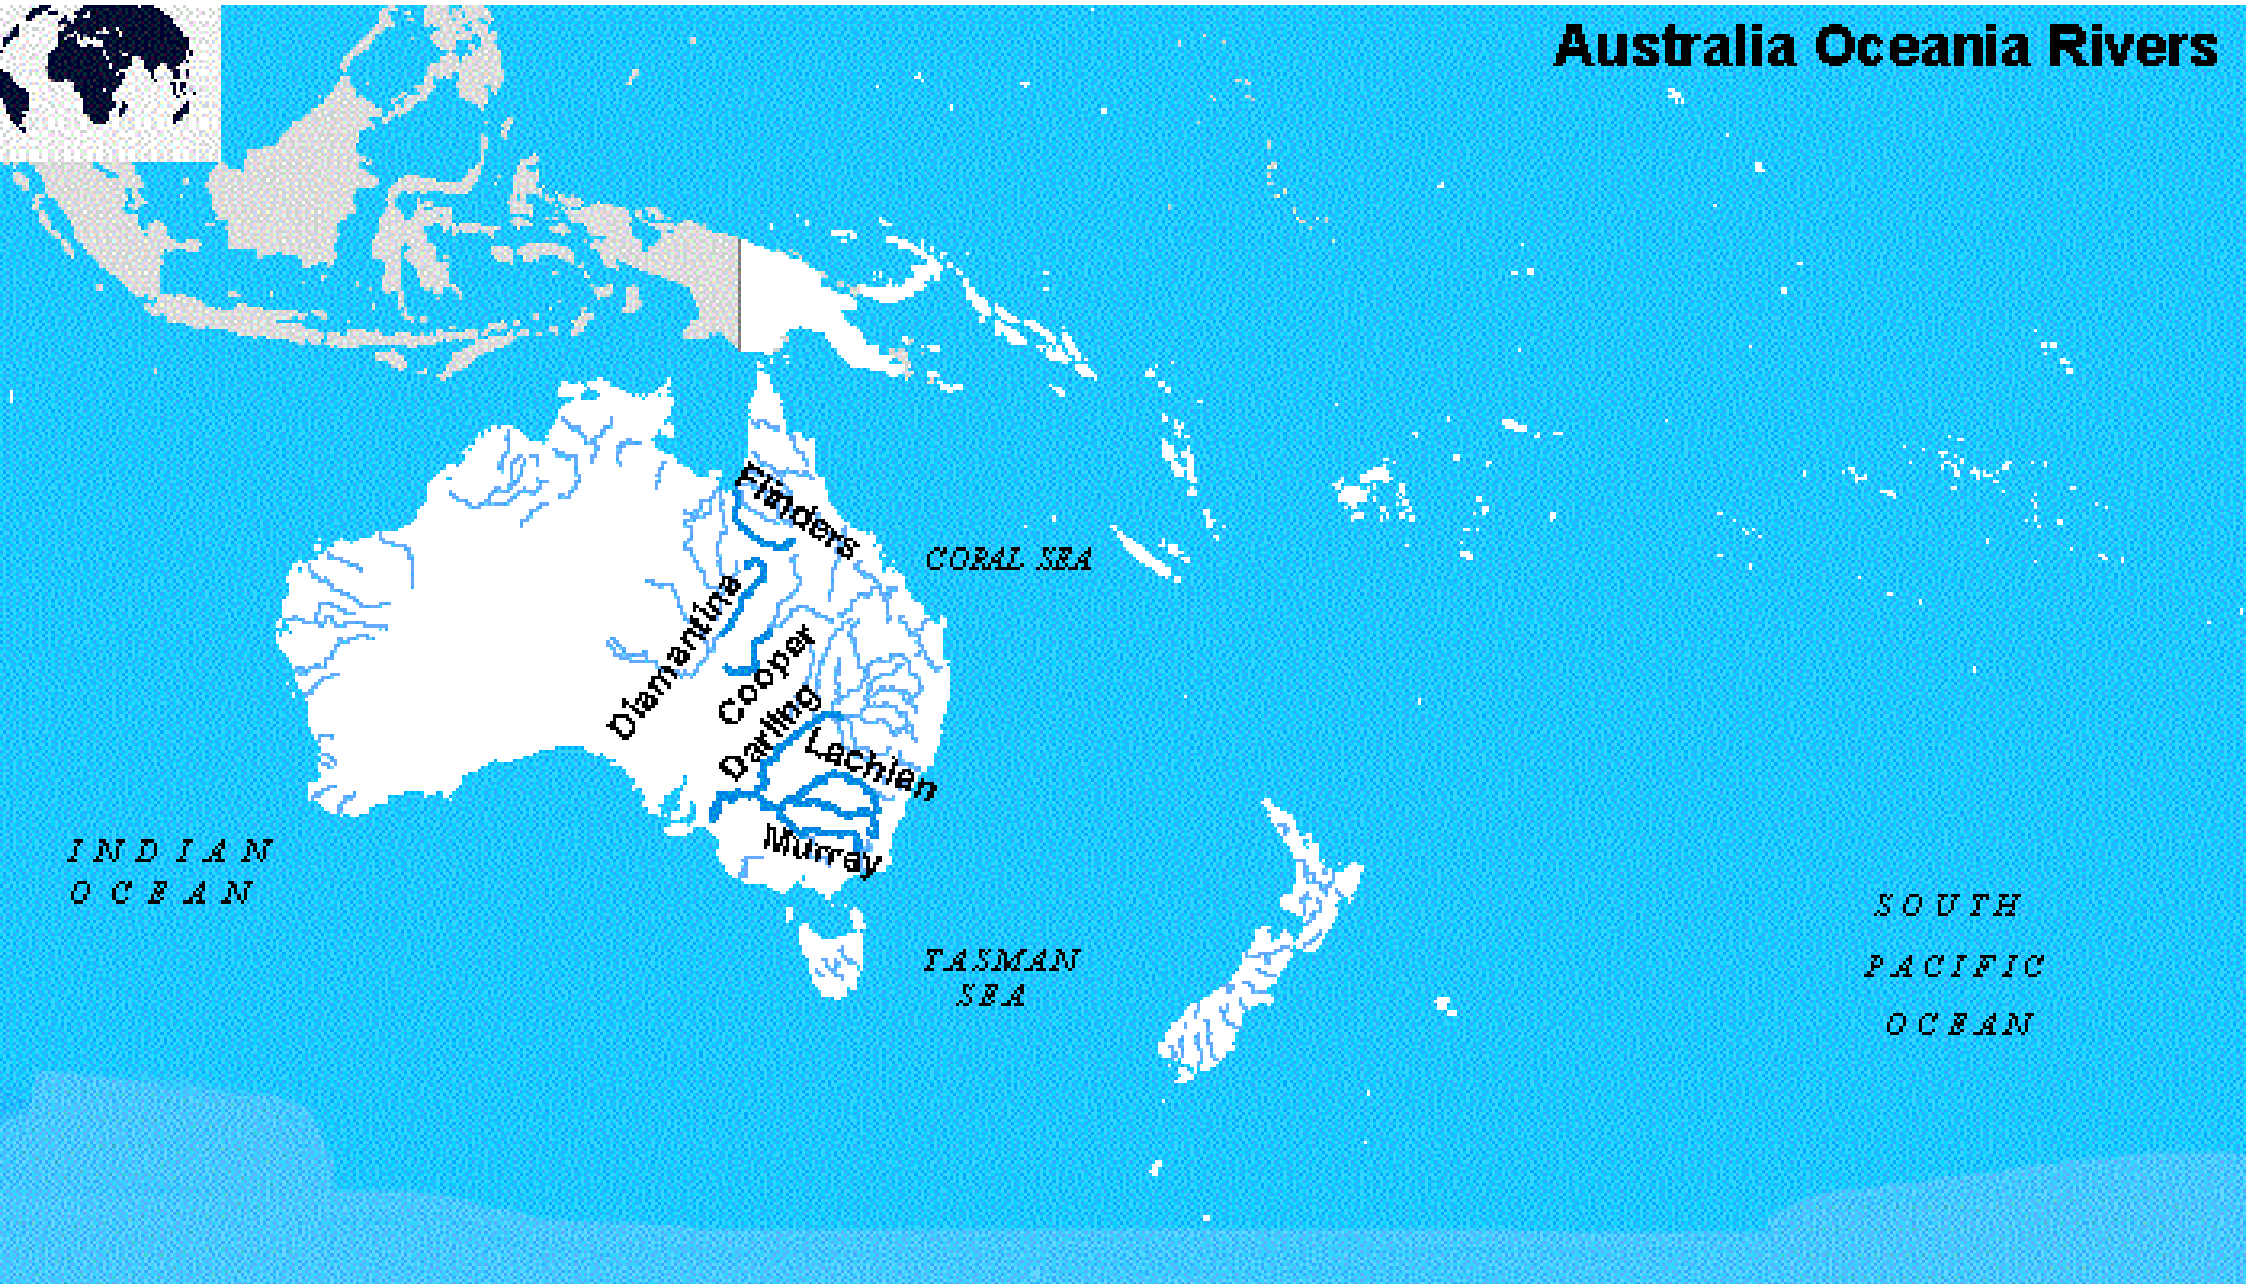 Australia Oceania Rivers
Flinders
CORAL SEA
Diamantina
Cooper
Darling
Lachlan
Murray
INDIAN
OCEAN
TASMAN
SEA
SOUTH
PACIFIC
OCEAN